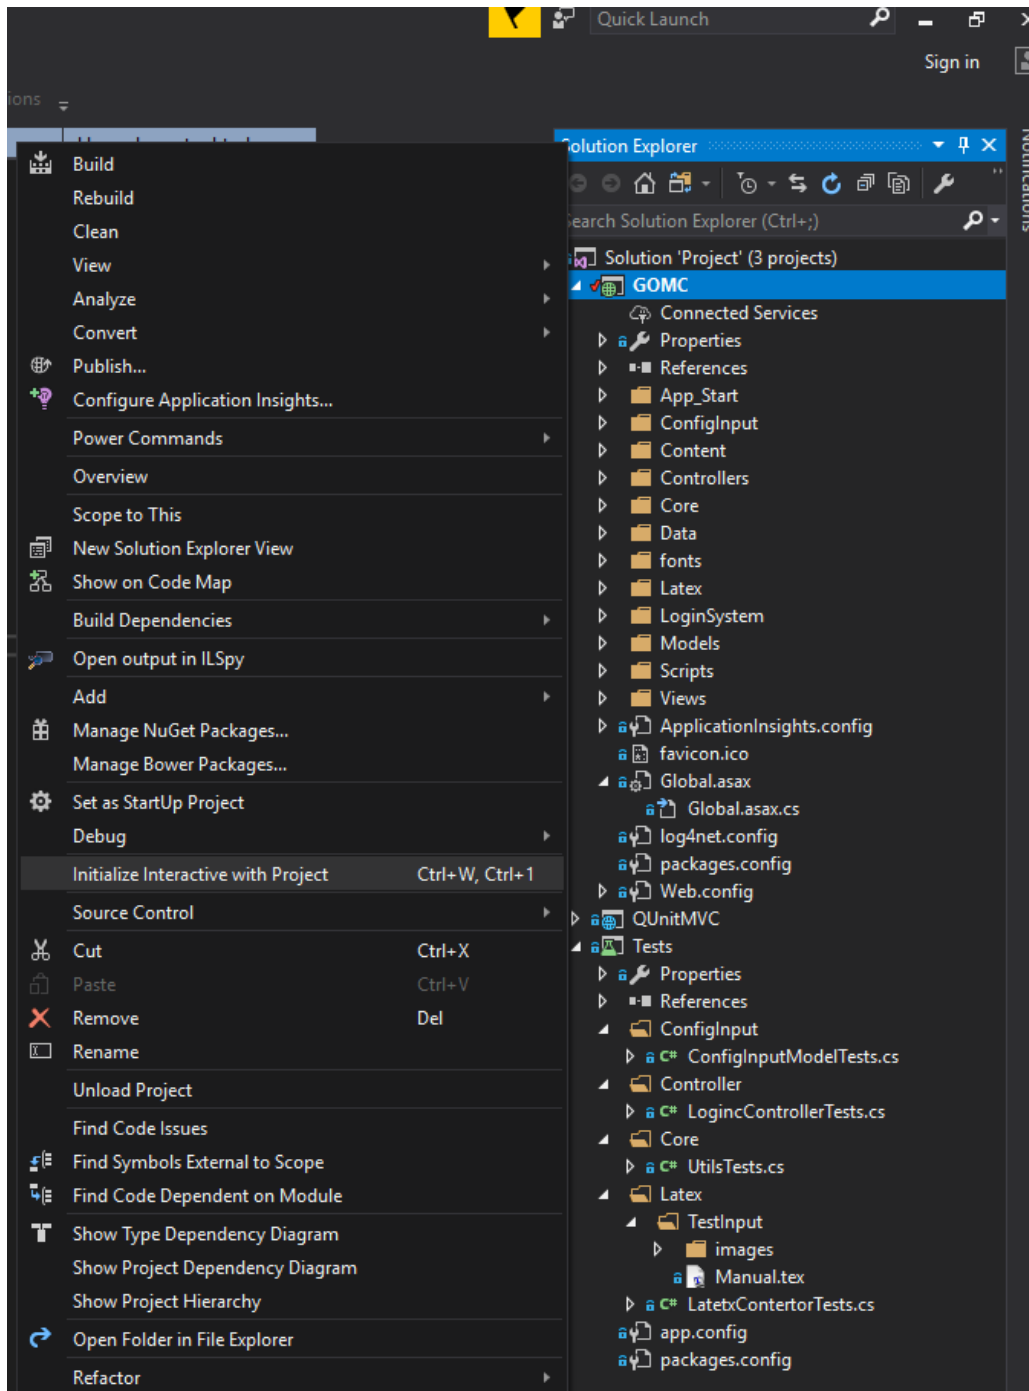 Quick Launch
Sign in
ions
Build
Rebuild
Clean
View
Analyze
Convert
Publish...
Configure Application Insights...
Power Commands
Overview
Scope to This
New Solution Explorer View
Show on Code Map
Build Dependencies
Open output in ILSpy
Add
Manage NuGet Packages...
Manage Bower Packages...
Set as StartUp Project
Debug
Initialize Interactive with Project Ctrl+W, Ctrl+1
Source Control
Cut Ctrl+X
Paste Ctrl+V
Remove Del
Rename
Unload Project
Find Code Issues
Find Symbols External to Scope
Find Code Dependent on Module
Show Type Dependency Diagram
Show Project Dependency Diagram
Show Project Hierarchy
Open Folder in File Explorer
Refactor
Solution Explorer
Search Solution Explorer (Ctrl+;)
Solution 'Project' (3 projects)
GOMC
Connected Services
Properties
References
App_Start
ConfigInput
Content
Controllers
Core
Data
fonts
Latex
LoginSystem
Models
Scripts
Views
ApplicationInsights.config
favicon.ico
Global.asax
Global.asax.cs
log4net.config
packages.config
Web.config
QUnitMVC
Tests
Properties
References
ConfigInput
C# ConfigInputModelTests.cs
Controller
C# LogincControllerTests.cs
Core
C# UtilsTests.cs
Latex
TestInput
images
Manual.tex
C# LatetxContertorTests.cs
app.config
packages.config
Notifications